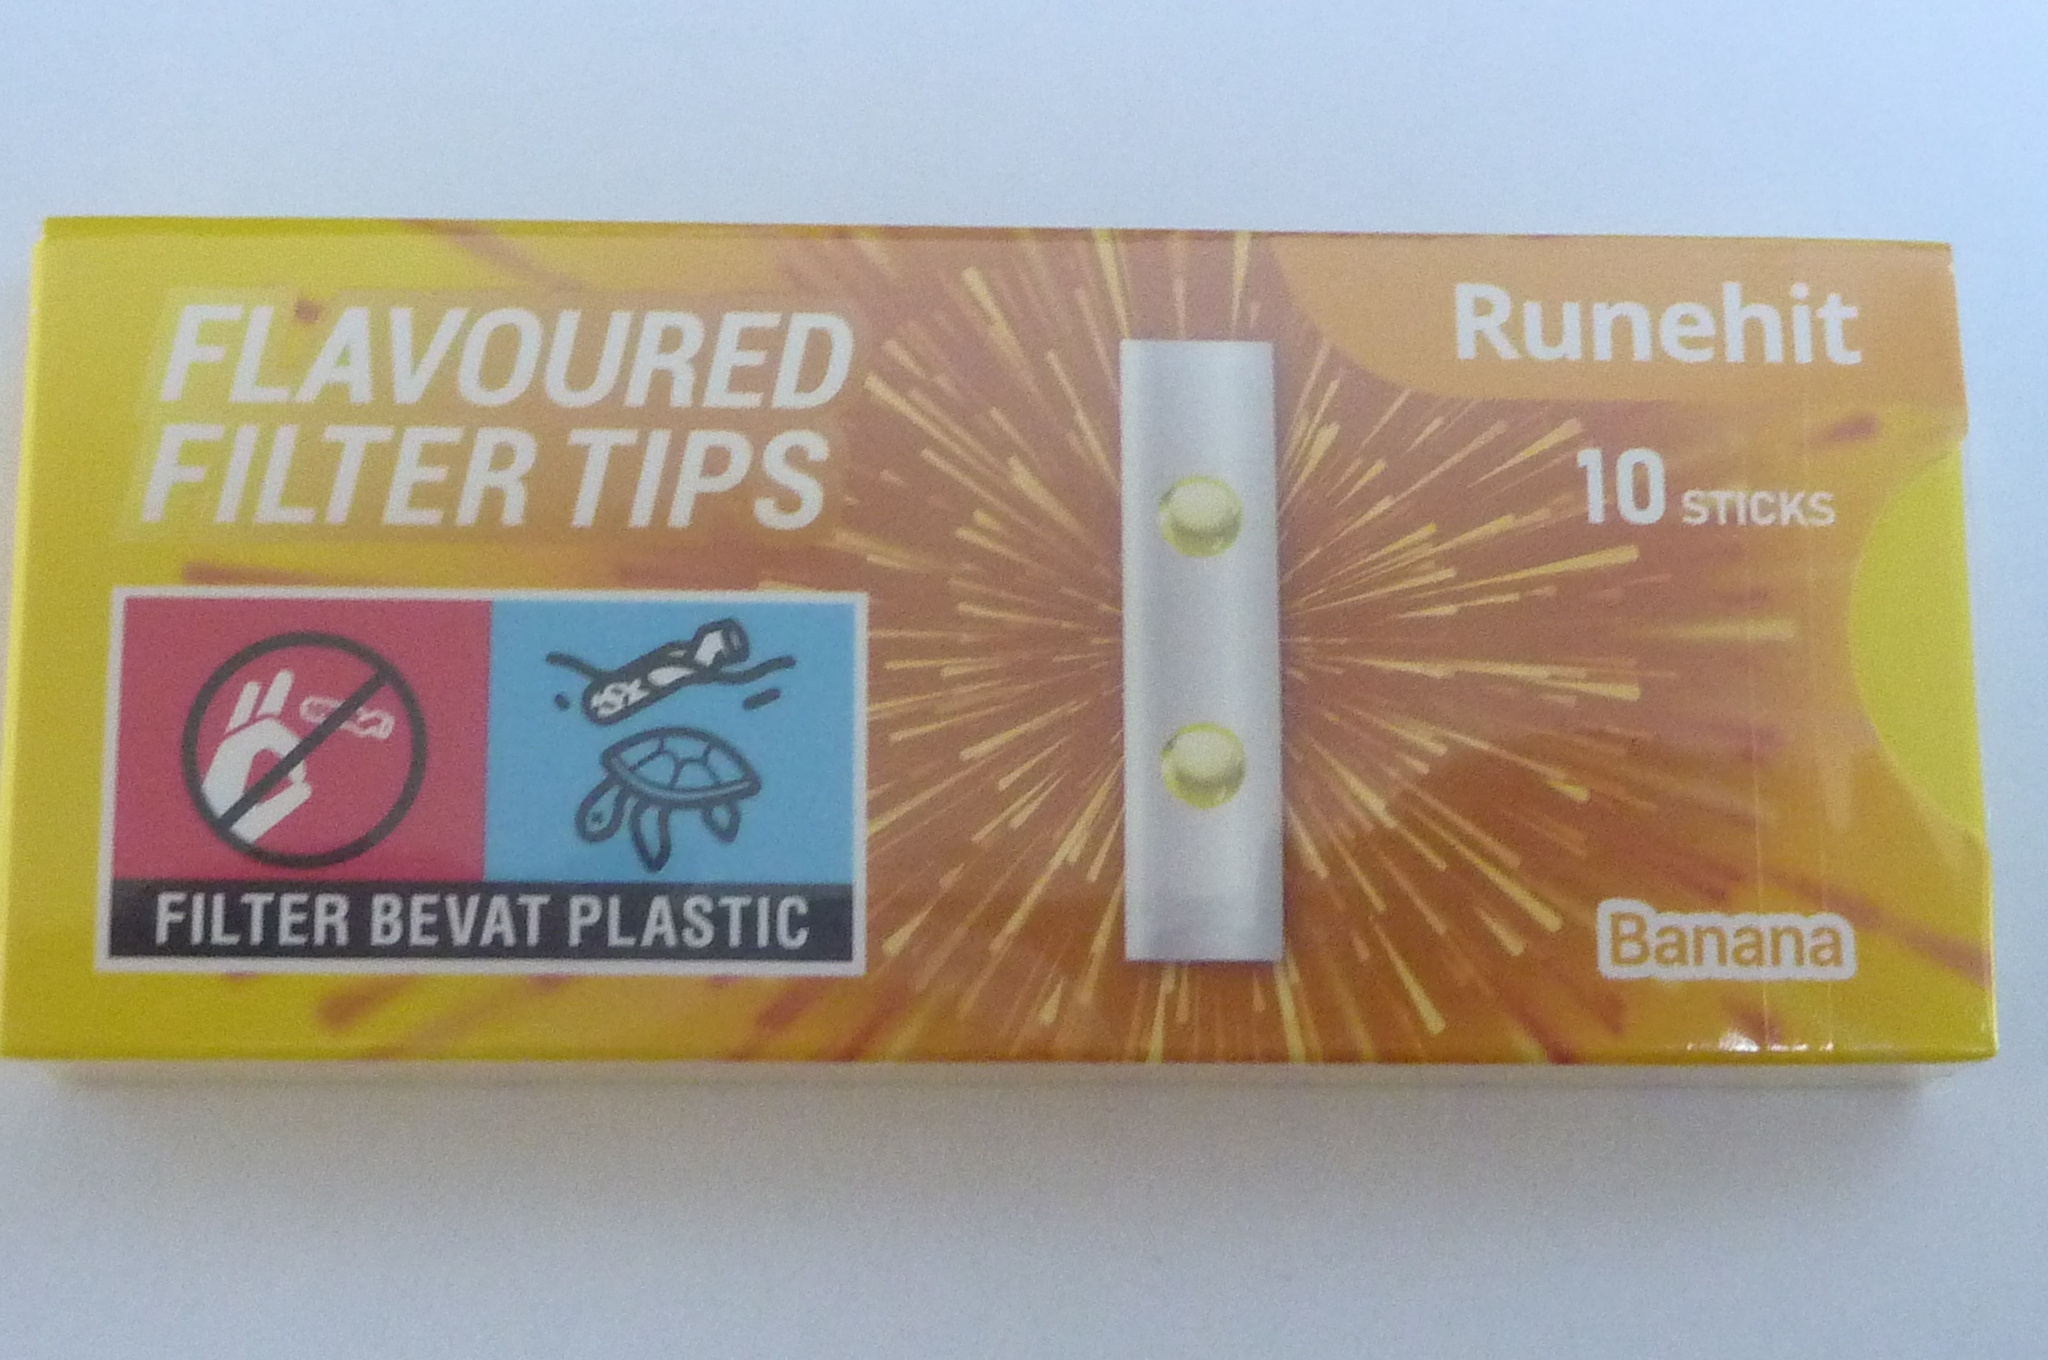 FLAVOURED
FILTER TIPS
FILTER BEVAT PLASTIC
Runehit
10 STICKS
Banana